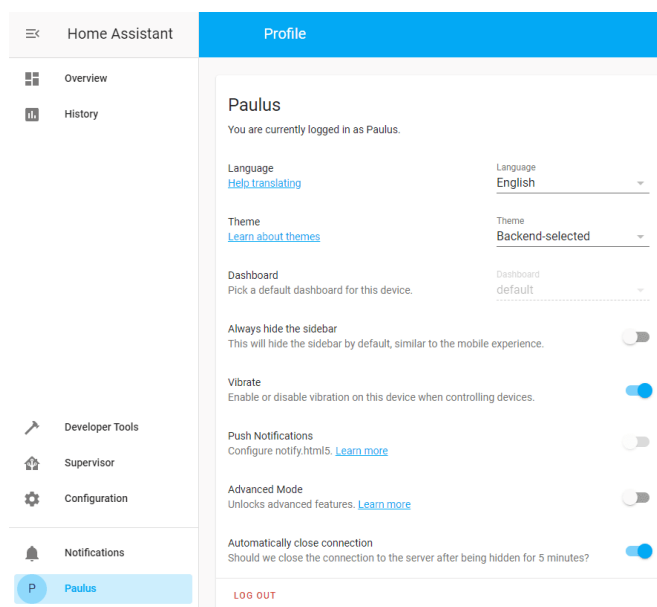 Home Assistant
Profile
Overview
History
Developer Tools
Supervisor
Configuration
Notifications
P
Paulus
Paulus
You are currently logged in as Paulus.
Language
Help translating
Language
English
Theme
Learn about themes
Theme
Backend-selected
Dashboard
Pick a default dashboard for this device.
Dashboard
default
Always hide the sidebar
This will hide the sidebar by default, similar to the mobile experience.
Vibrate
Enable or disable vibration on this device when controlling devices.
Push Notifications
Configure notify.html5. Learn more
Advanced Mode
Unlocks advanced features. Learn more
Automatically close connection
Should we close the connection to the server after being hidden for 5 minutes?
LOG OUT